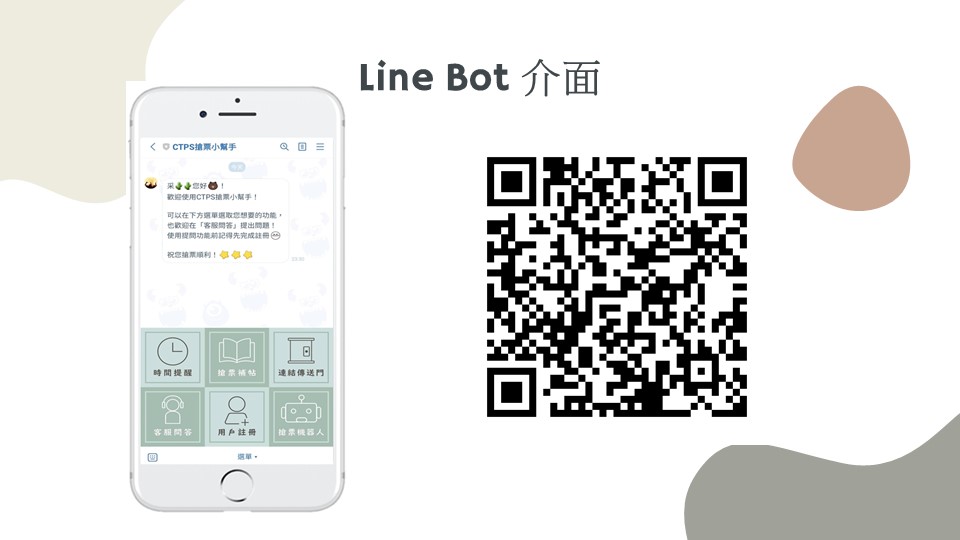 Line Bot 介面
CTPS搶票小幫手
采🌵🌵您好🐻！
歡迎使用CTPS搶票小幫手！
可以在下方選單選取您想要的功能，
也歡迎在「客服問答」提出問題！
使用提問功能前記得先完成註冊
祝您搶票順利！⭐⭐⭐
時間提醒
搶票補帖
連結傳送門
客服問答
用戶註冊
搶票機器人
選單